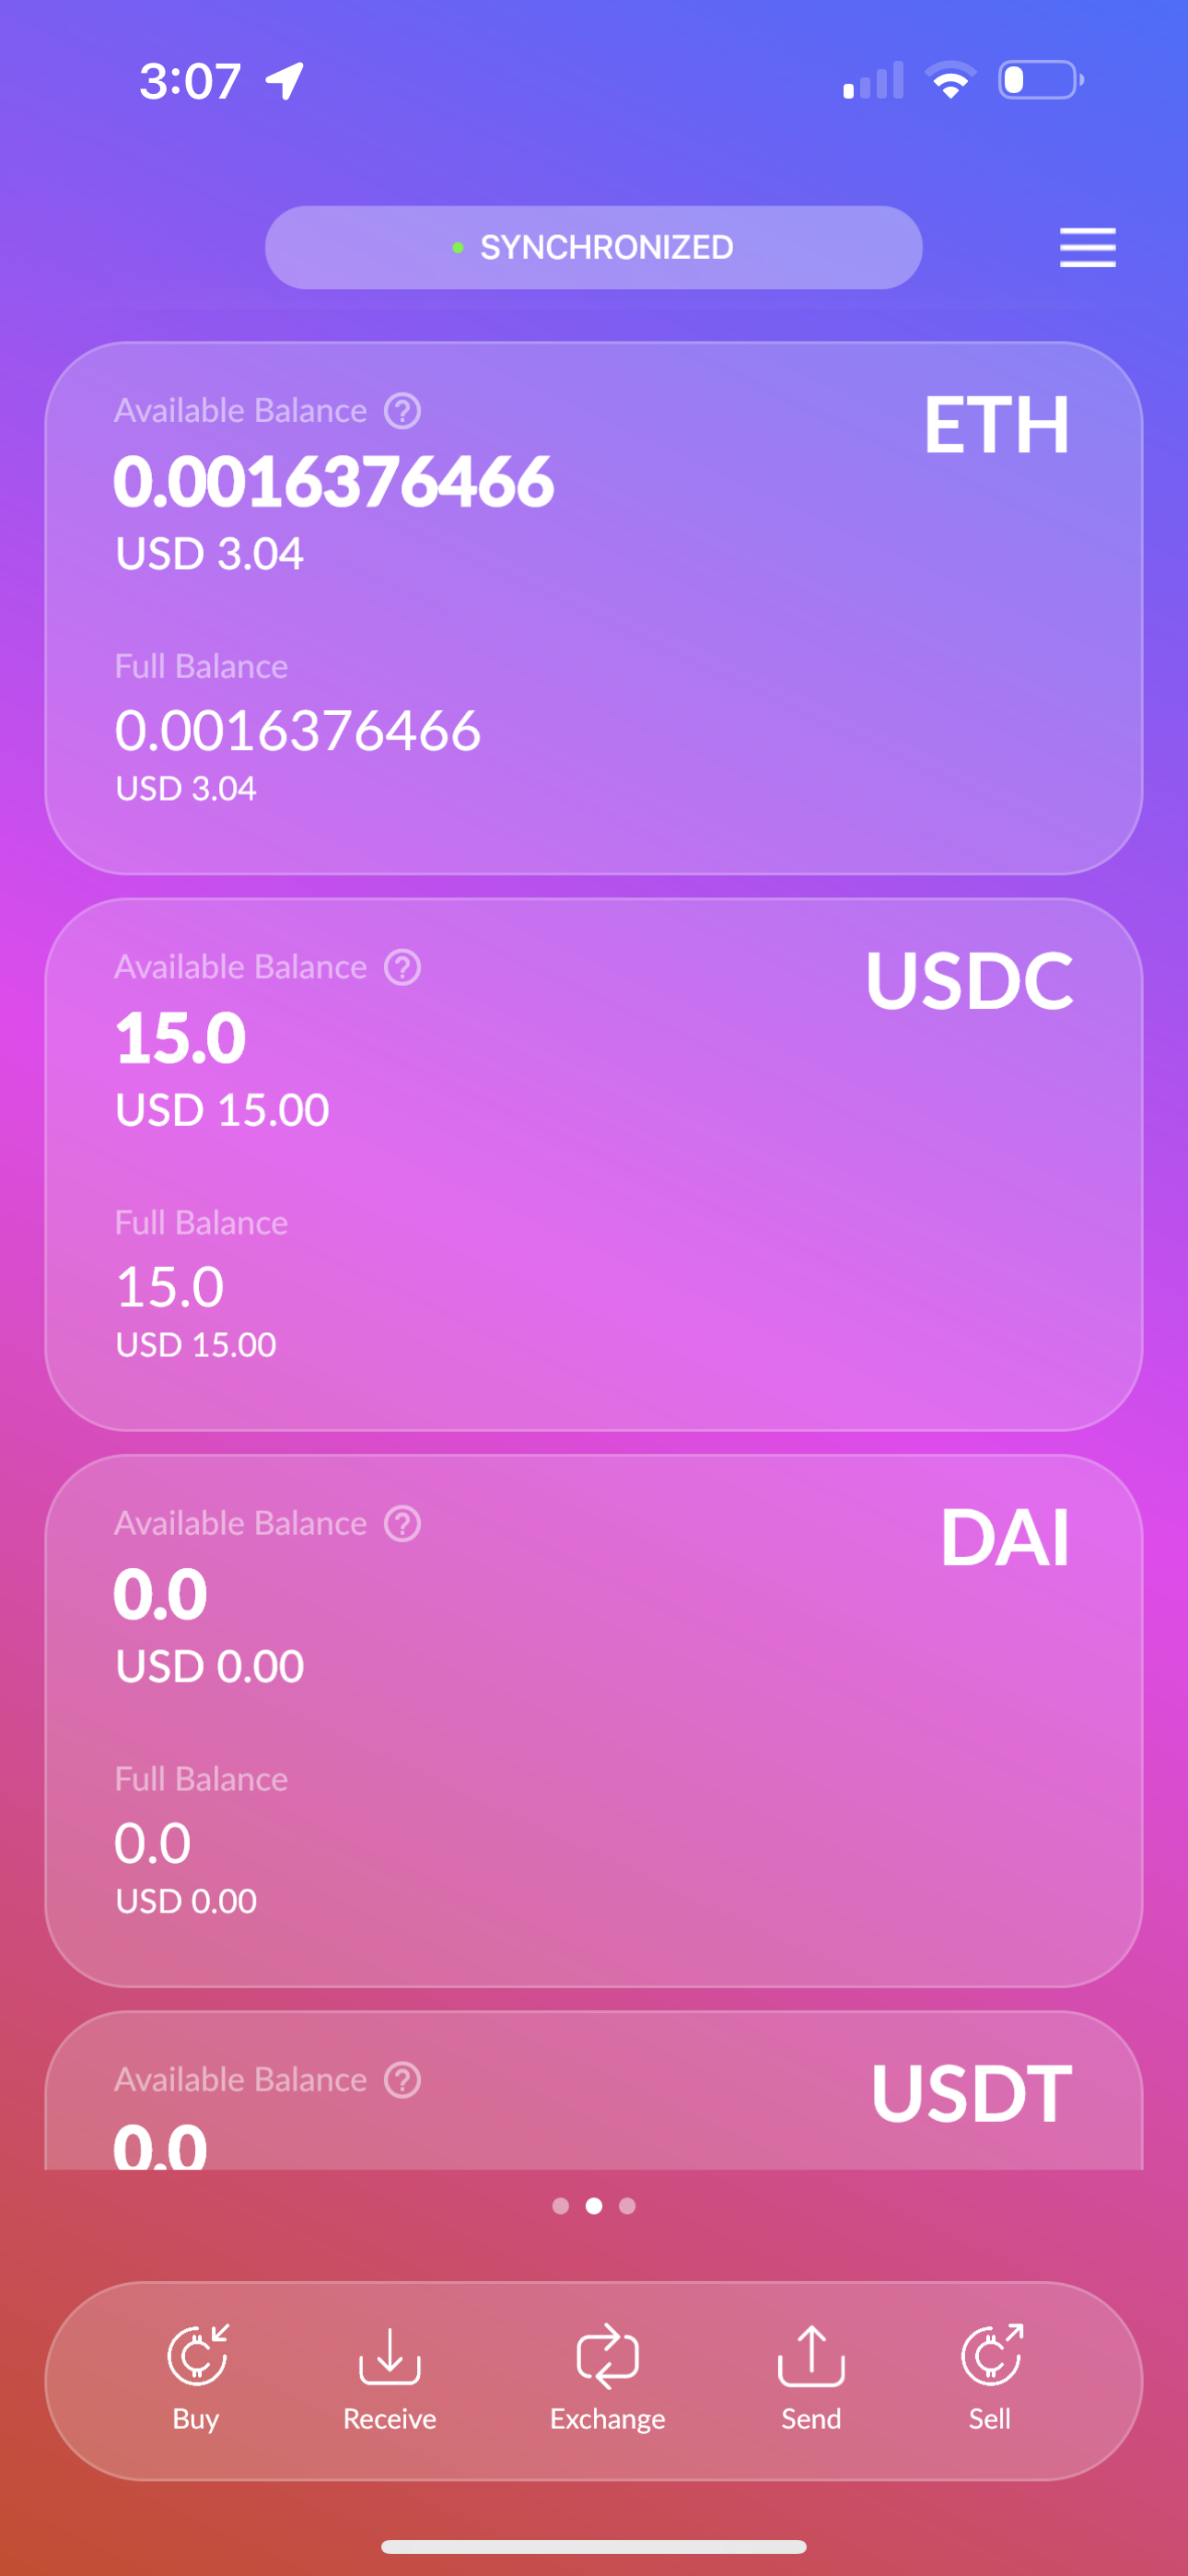 3:07
SYNCHRONIZED
Available Balance ?
ETH
0.0016376466
USD 3.04
Full Balance
0.0016376466
USD 3.04
Available Balance ?
USDC
15.0
USD 15.00
Full Balance
15.0
USD 15.00
Available Balance ?
DAI
0.0
USD 0.00
Full Balance
0.0
USD 0.00
Available Balance ?
USDT
0.0
Buy
Receive
Exchange
Send
Sell